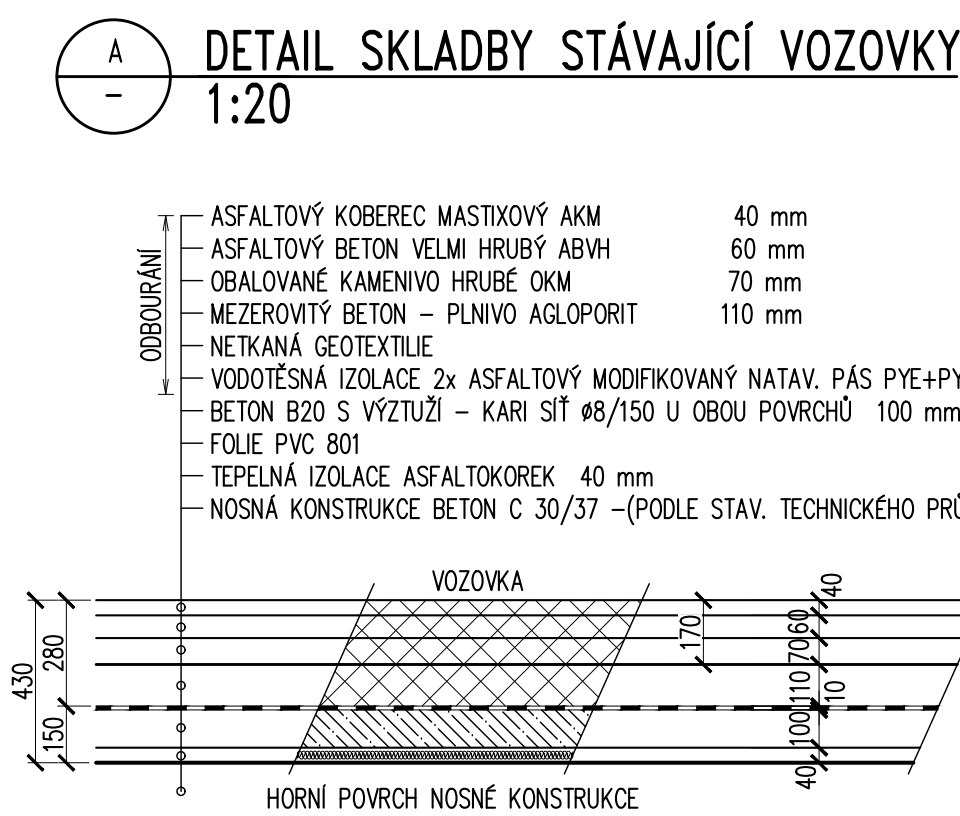 A
–
DETAIL SKLADBY STÁVAJÍCÍ VOZOVKY
1:20
ODBOURÁNÍ
ASFALTOVÝ KOBEREC MASTIXOVÝ AKM 40 mm
ASFALTOVÝ BETON VELMI HRUBÝ ABVH 60 mm
OBALOVANÉ KAMENIVO HRUBÉ OKM 70 mm
MEZEROVITÝ BETON – PLNIVO AGLOPORIT 110 mm
NETKANÁ GEOTEXTILIE
VODOTĚSNÁ IZOLACE 2x ASFALTOVÝ MODIFIKOVANÝ NATAV. PÁS PYE+PY
BETON B20 S VÝZTUŽÍ – KARI SÍŤ ø8/150 U OBOU POVRCHŮ 100 mm
FOLIE PVC 801
TEPELNÁ IZOLACE ASFALTOKOREK 40 mm
NOSNÁ KONSTRUKCE BETON C 30/37 –(PODLE STAV. TECHNICKÉHO PRŮ
VOZOVKA
430
280
150
170
40
60
70
110
10
100
40
HORNÍ POVRCH NOSNÉ KONSTRUKCE